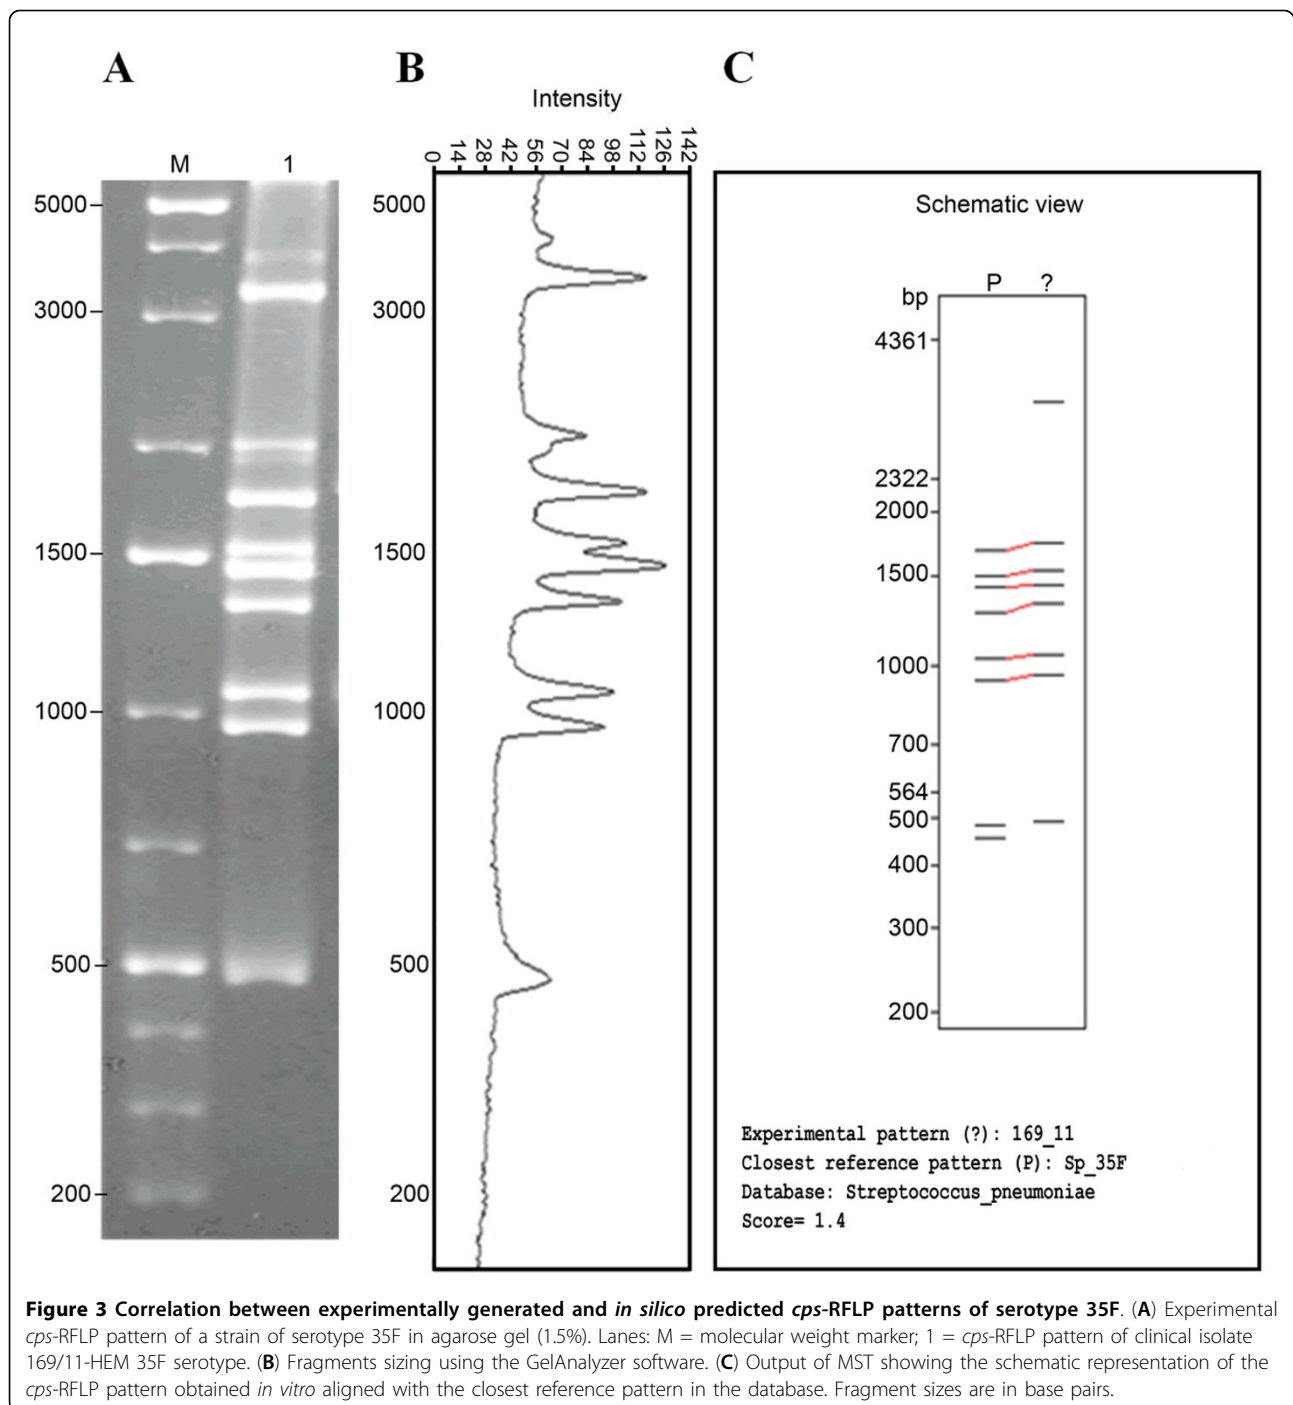 A
B
C
Intensity
0 14 28 42 56 70 84 98 112 126 142
M 1
5000
3000
1500
1000
500
200
5000
3000
1500
1000
500
200
Schematic view
P ?
bp
4361
2322
2000
1500
1000
700
564
500
400
300
200
Experimental pattern (?): 169_11
Closest reference pattern (P): Sp_35F
Database: Streptococcus_pneumoniae
Score= 1.4
Figure 3 Correlation between experimentally generated and in silico predicted cps-RFLP patterns of serotype 35F. (A) Experimental
cps-RFLP pattern of a strain of serotype 35F in agarose gel (1.5%). Lanes: M = molecular weight marker; 1 = cps-RFLP pattern of clinical isolate
169/11-HEM 35F serotype. (B) Fragments sizing using the GelAnalyzer software. (C) Output of MST showing the schematic representation of the
cps-RFLP pattern obtained in vitro aligned with the closest reference pattern in the database. Fragment sizes are in base pairs.